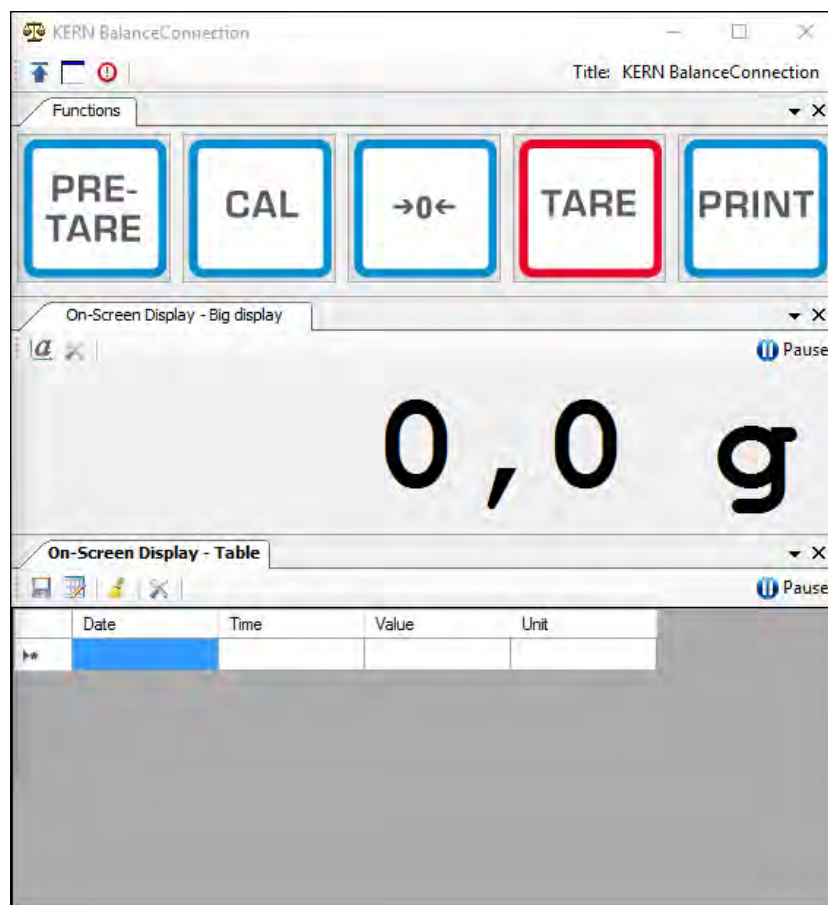 KERN BalanceConnection
Title: KERN BalanceConnection
Functions
PRE-
TARE
CAL
→0←
TARE
PRINT
On-Screen Display - Big display
a
Pause
0,0 g
On-Screen Display - Table
Pause
Date Time Value Unit